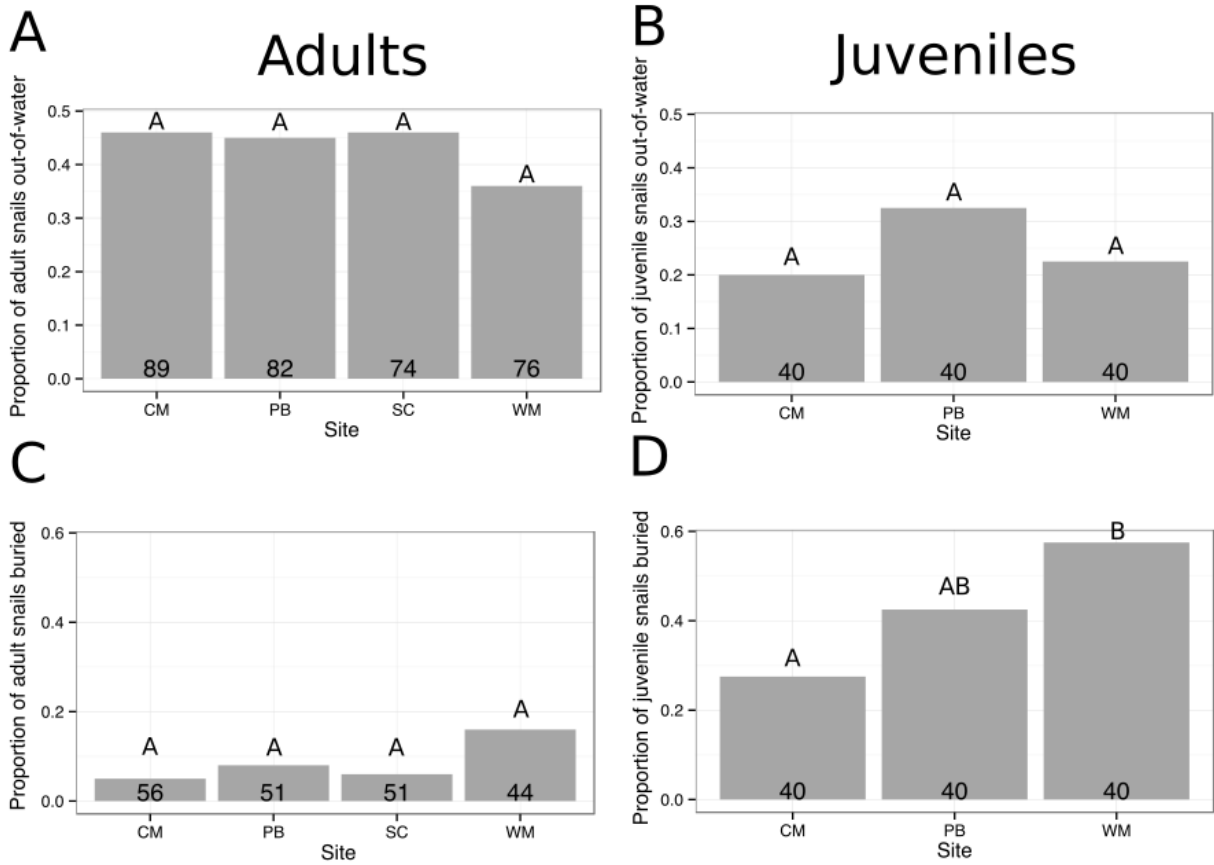 A
Adults
Proportion of adult snails out-of-water
0.5
0.4
0.3
0.2
0.1
0.0
A
A
A
A
89
82
74
76
CM
PB
SC
WM
Site
B
Juveniles
Proportion of juvenile snails out-of-water
0.5
0.4
0.3
0.2
0.1
0.0
A
A
A
40
40
40
CM
PB
WM
Site
C
Proportion of adult snails buried
0.6
0.4
0.2
0.0
A
A
A
A
56
51
51
44
CM
PB
SC
WM
Site
D
Proportion of juvenile snails buried
0.6
0.4
0.2
0.0
A
AB
B
40
40
40
CM
PB
WM
Site